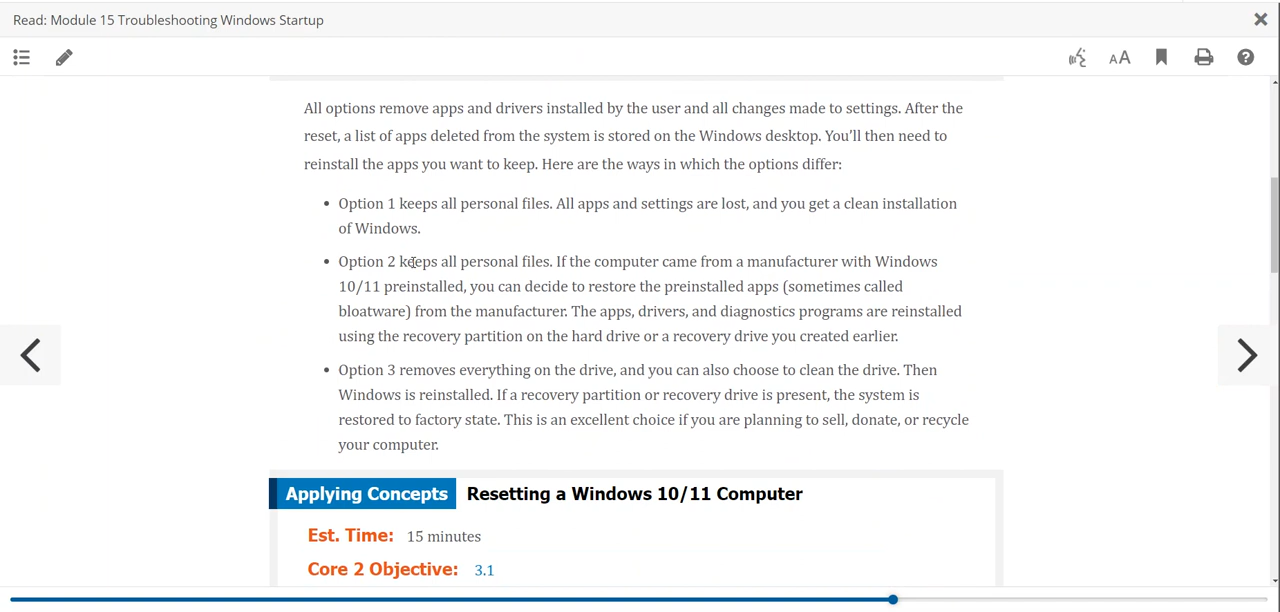 Read: Module 15 Troubleshooting Windows Startup
AA
All options remove apps and drivers installed by the user and all changes made to settings. After the
reset, a list of apps deleted from the system is stored on the Windows desktop. You’ll then need to
reinstall the apps you want to keep. Here are the ways in which the options differ:
• Option 1 keeps all personal files. All apps and settings are lost, and you get a clean installation
of Windows.
• Option 2 keeps all personal files. If the computer came from a manufacturer with Windows
10/11 preinstalled, you can decide to restore the preinstalled apps (sometimes called
bloatware) from the manufacturer. The apps, drivers, and diagnostics programs are reinstalled
using the recovery partition on the hard drive or a recovery drive you created earlier.
• Option 3 removes everything on the drive, and you can also choose to clean the drive. Then
Windows is reinstalled. If a recovery partition or recovery drive is present, the system is
restored to factory state. This is an excellent choice if you are planning to sell, donate, or recycle
your computer.
Applying Concepts Resetting a Windows 10/11 Computer
Est. Time: 15 minutes
Core 2 Objective: 3.1